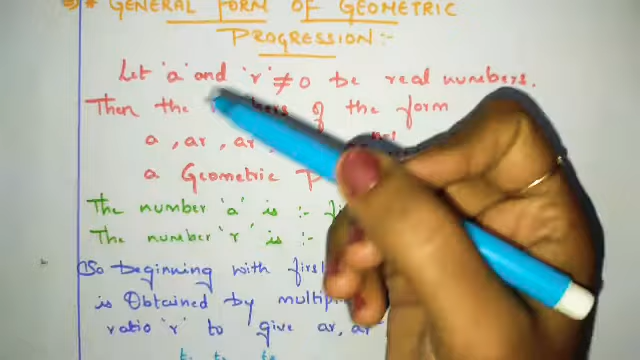 * GENERAL FORM OF GEOMETRIC
PROGRESSION:-
Let 'a' and 'r' ≠ 0 be real numbers.
Then the of the form
a, ar, ar
a Geometric
The number 'a' is :-
The number 'r' is :-
So beginning with first
is Obtained by
ratio 'r' to give ar, ar